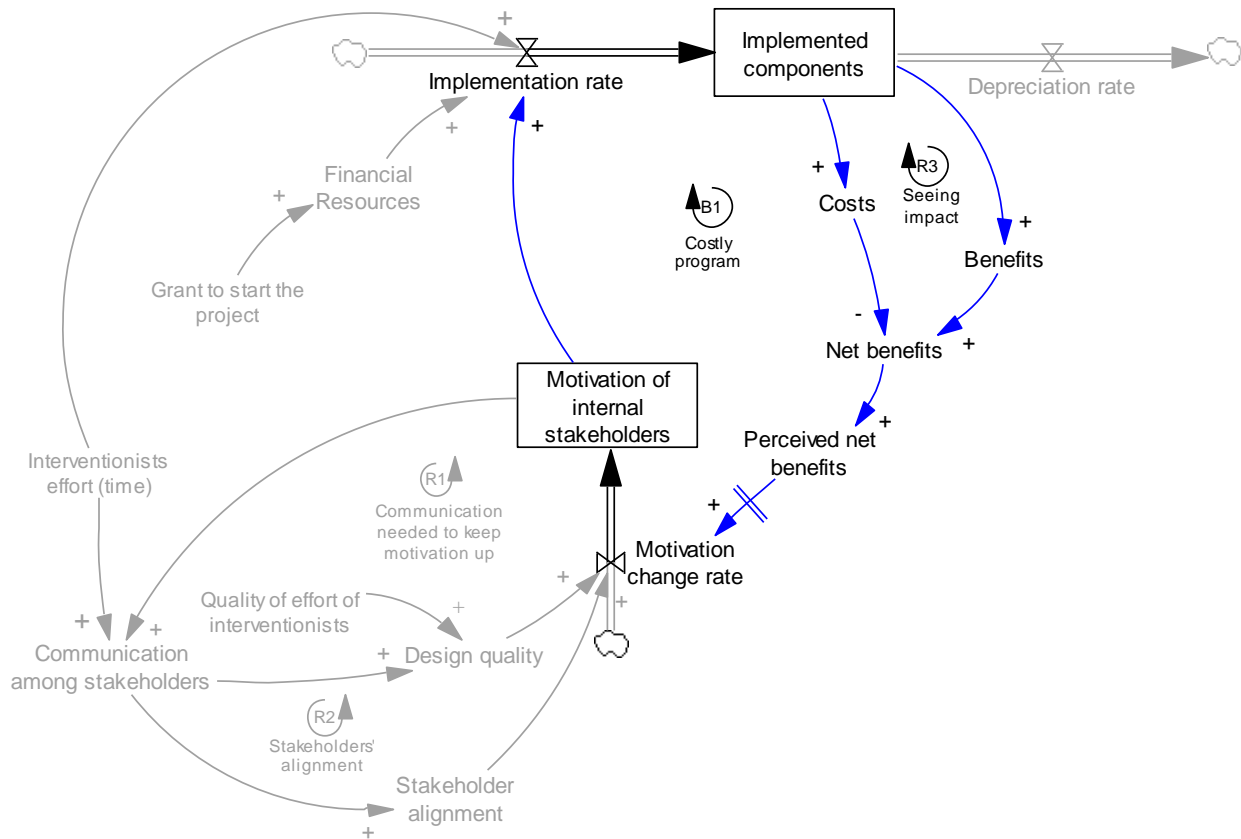 +
Implemented
components
Implementation rate
Depreciation rate
+
+
Financial
Resources
+
Grant to start the
project
+
Costs
R3
Seeing
impact
B1
Costly
program
+
Benefits
-
Net benefits
+
Motivation of
internal
stakeholders
+
Perceived net
benefits
Interventionists
effort (time)
R1
Communication
needed to keep
motivation up
+
Motivation
change rate
+
+
Quality of effort of
interventionists
+
+
+
Communication
among stakeholders
+
Design quality
R2
Stakeholders'
alignment
Stakeholder
alignment
+